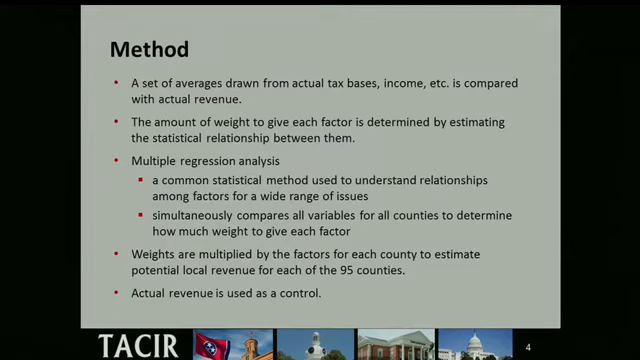 Method
• A set of averages drawn from actual tax bases, income, etc. is compared
with actual revenue.
• The amount of weight to give each factor is determined by estimating
the statistical relationship between them.
• Multiple regression analysis
▪ a common statistical method used to understand relationships
among factors for a wide range of issues
▪ simultaneously compares all variables for all counties to determine
how much weight to give each factor
• Weights are multiplied by the factors for each county to estimate
potential local revenue for each of the 95 counties.
• Actual revenue is used as a control.
TACIR
4